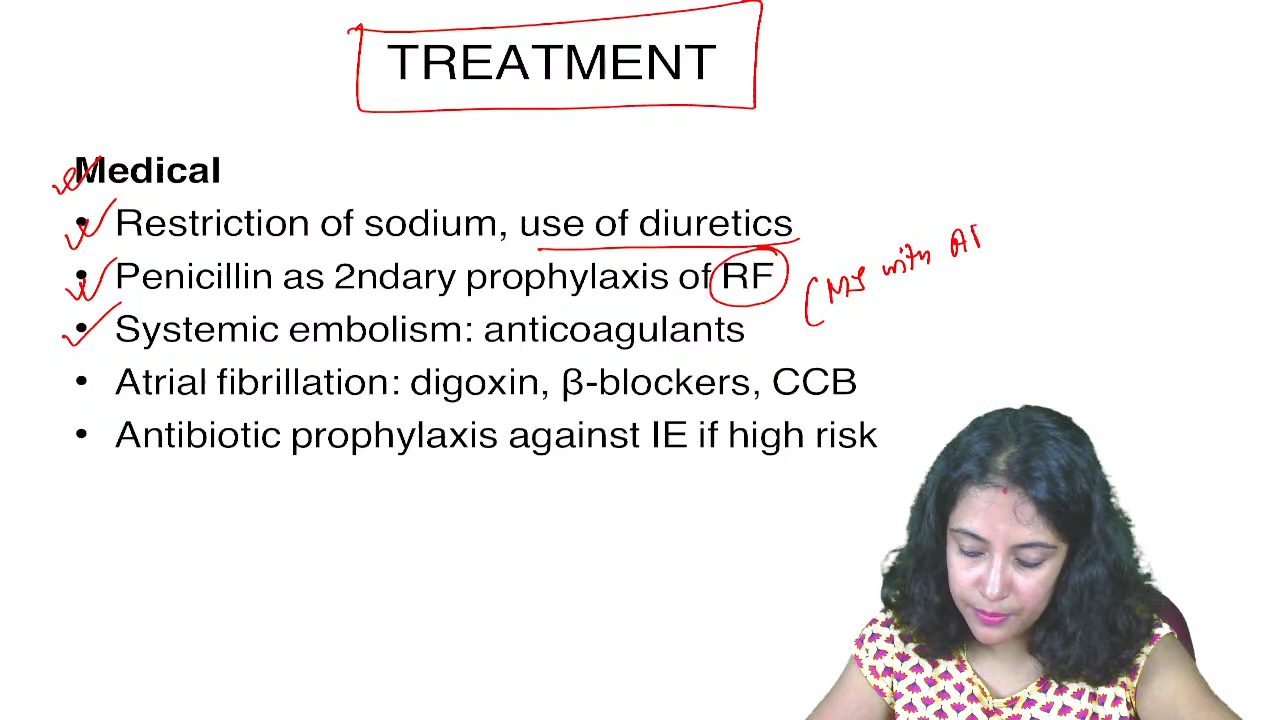 TREATMENT
Medical
• Restriction of sodium, use of diuretics
• Penicillin as 2ndary prophylaxis of RF
(MS with AF
• Systemic embolism: anticoagulants
• Atrial fibrillation: digoxin, β-blockers, CCB
• Antibiotic prophylaxis against IE if high risk